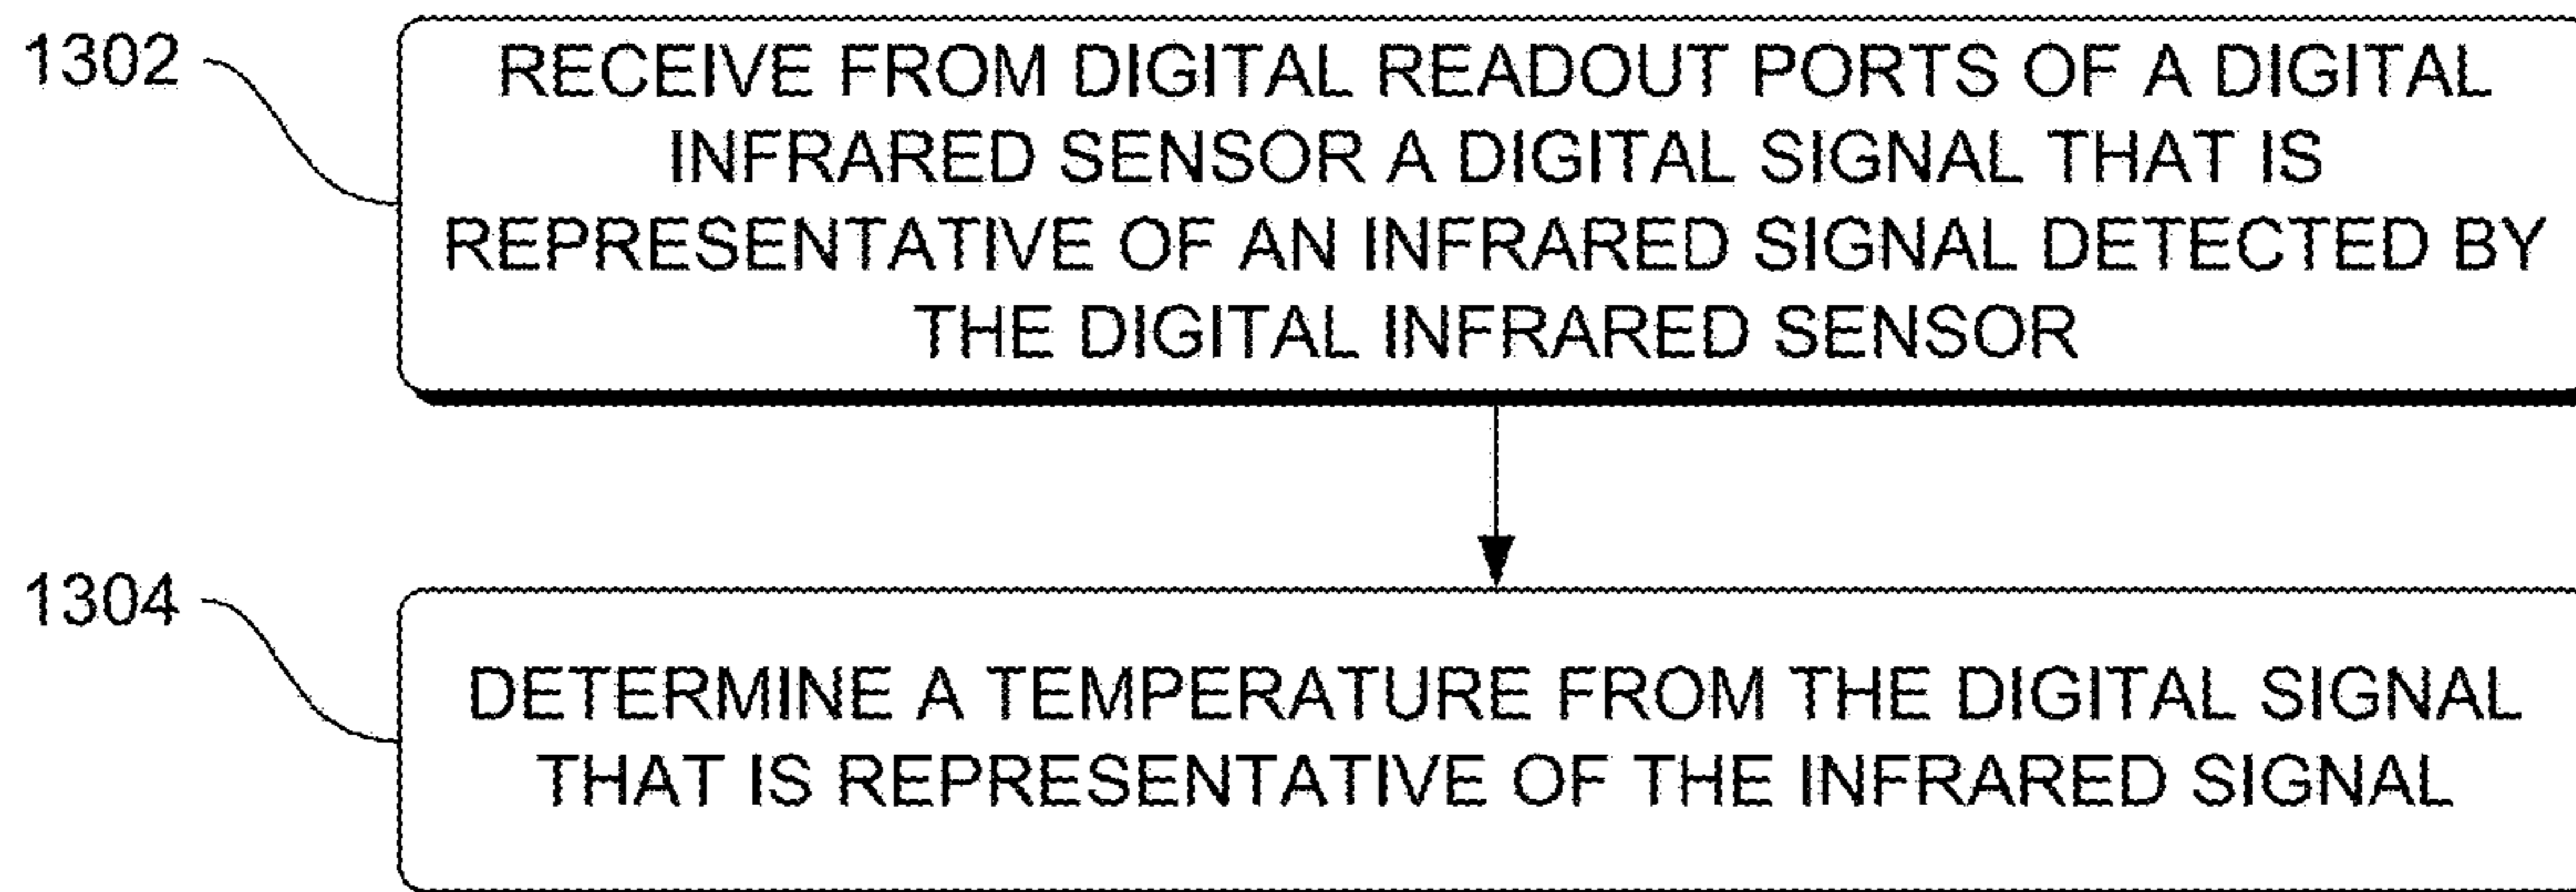 1302
RECEIVE FROM DIGITAL READOUT PORTS OF A DIGITAL
INFRARED SENSOR A DIGITAL SIGNAL THAT IS
REPRESENTATIVE OF AN INFRARED SIGNAL DETECTED BY
THE DIGITAL INFRARED SENSOR
1304
DETERMINE A TEMPERATURE FROM THE DIGITAL SIGNAL
THAT IS REPRESENTATIVE OF THE INFRARED SIGNAL